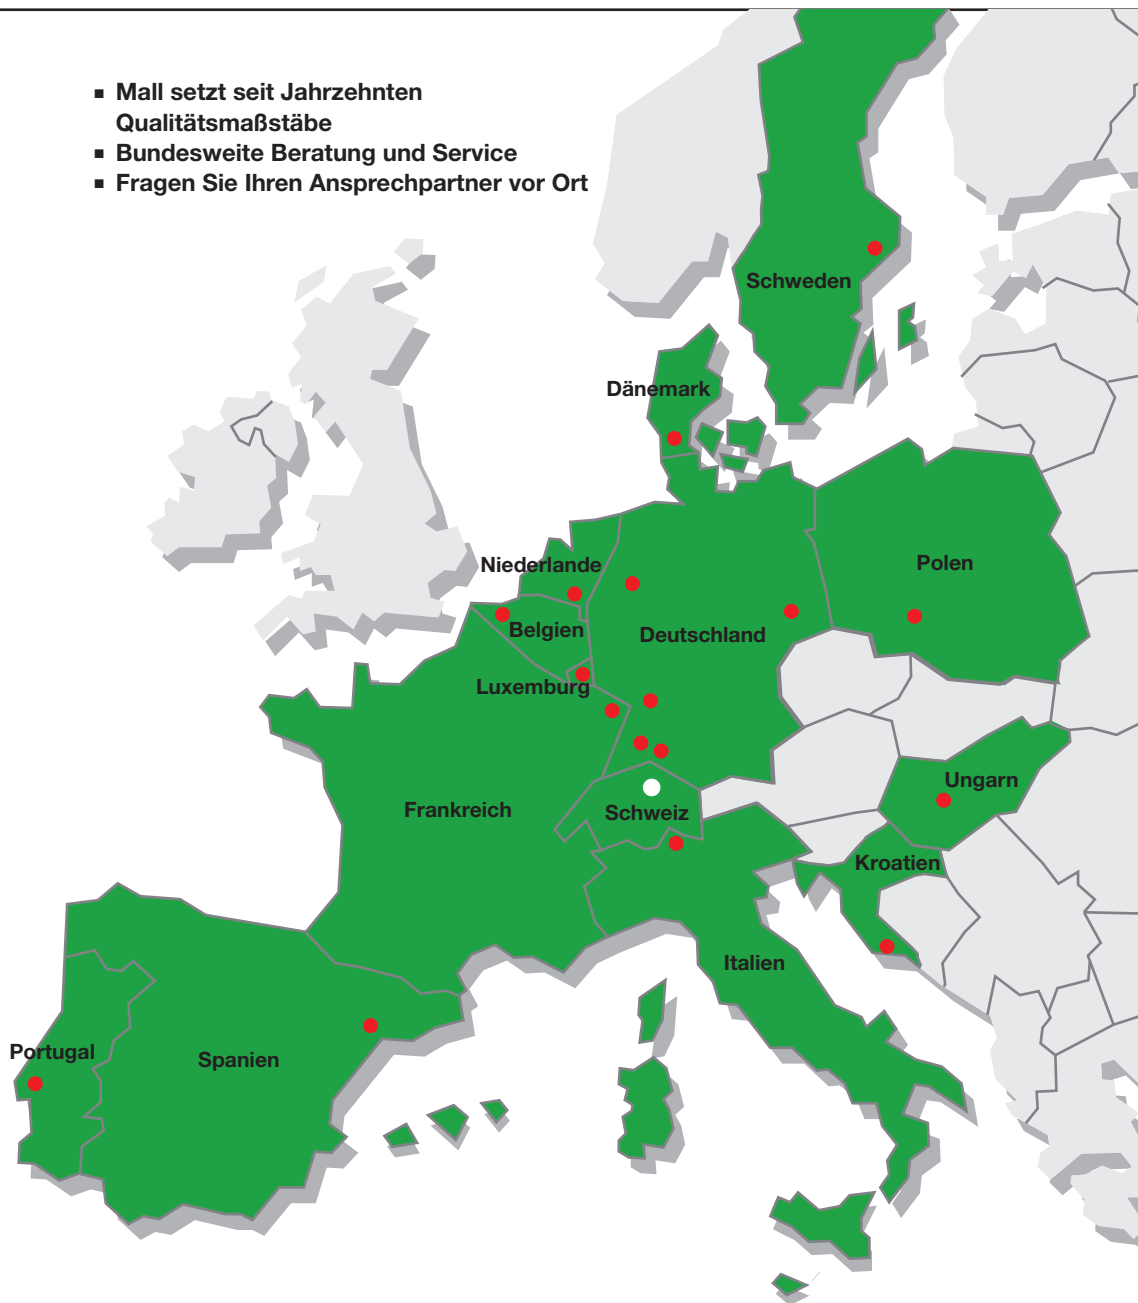 ▪ Mall setzt seit Jahrzehnten
Qualitätsmaßstäbe
▪ Bundesweite Beratung und Service
▪ Fragen Sie Ihren Ansprechpartner vor Ort
Schweden
Dänemark
Niederlande
Polen
Belgien
Deutschland
Luxemburg
Ungarn
Frankreich
Schweiz
Kroatien
Italien
Portugal
Spanien